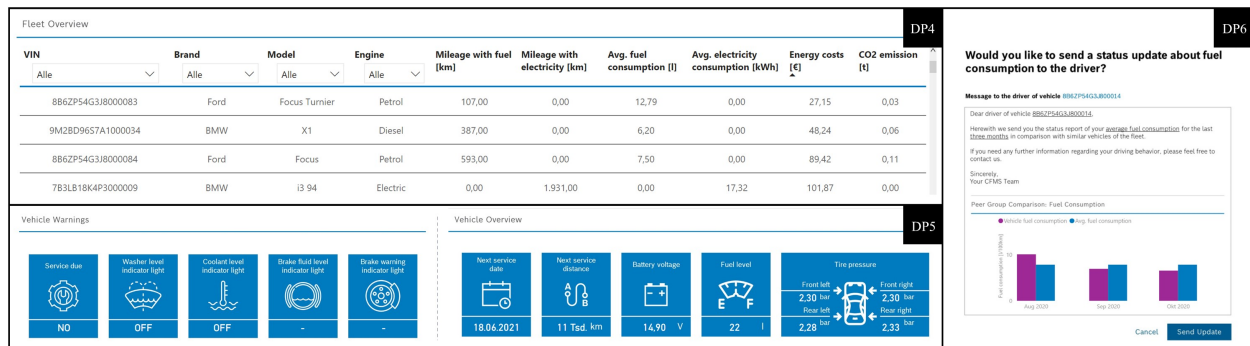 Fleet Overview
DP4
VIN Brand Model Engine Mileage with fuel [km] Mileage with electricity [km] Avg. fuel consumption [l] Avg. electricity consumption [kWh] Energy costs [€] CO2 emission [t]
Alle Alle Alle Alle
8B6ZP54G3J8000083 Ford Focus Turnier Petrol 107,00 0,00 12,79 0,00 27,15 0,03
9M2BD96S7A1000034 BMW X1 Diesel 387,00 0,00 6,20 0,00 48,24 0,06
8B6ZP54G3J8000084 Ford Focus Petrol 593,00 0,00 7,50 0,00 89,42 0,11
7B3LB18K4P3000009 BMW i3 94 Electric 0,00 1.931,00 0,00 17,32 101,87 0,00
Vehicle Warnings
Service due
NO
Washer level
indicator light
OFF
Coolant level
indicator light
OFF
Brake fluid level
indicator light
-
Brake warning
indicator light
-
Vehicle Overview
DP5
Next service
date
18.06.2021
Next service
distance
A
B
11 Tsd. km
Battery voltage
14,90 V
Fuel level
E F
22 l
Tire pressure
Front left
2,30 bar
Rear left
2,28 bar
Front right
2,30 bar
Rear right
2,33 bar
DP6
Would you like to send a status update about fuel
consumption to the driver?
Message to the driver of vehicle 8B6ZP54G3J800014
Dear driver of vehicle 8B6ZP54G3J800014,
Herewith we send you the status report of your average fuel consumption for the last
three months in comparison with similar vehicles of the fleet.
If you need any further information regarding your driving behavior, please feel free to
contact us.
Sincerely,
Your CFMS Team
Peer Group Comparison: Fuel Consumption
Vehicle fuel consumption Avg. fuel consumption
Fuel consumption [l/100km]
10
0
Aug 2020 Sep 2020 Okt 2020
Cancel Send Update